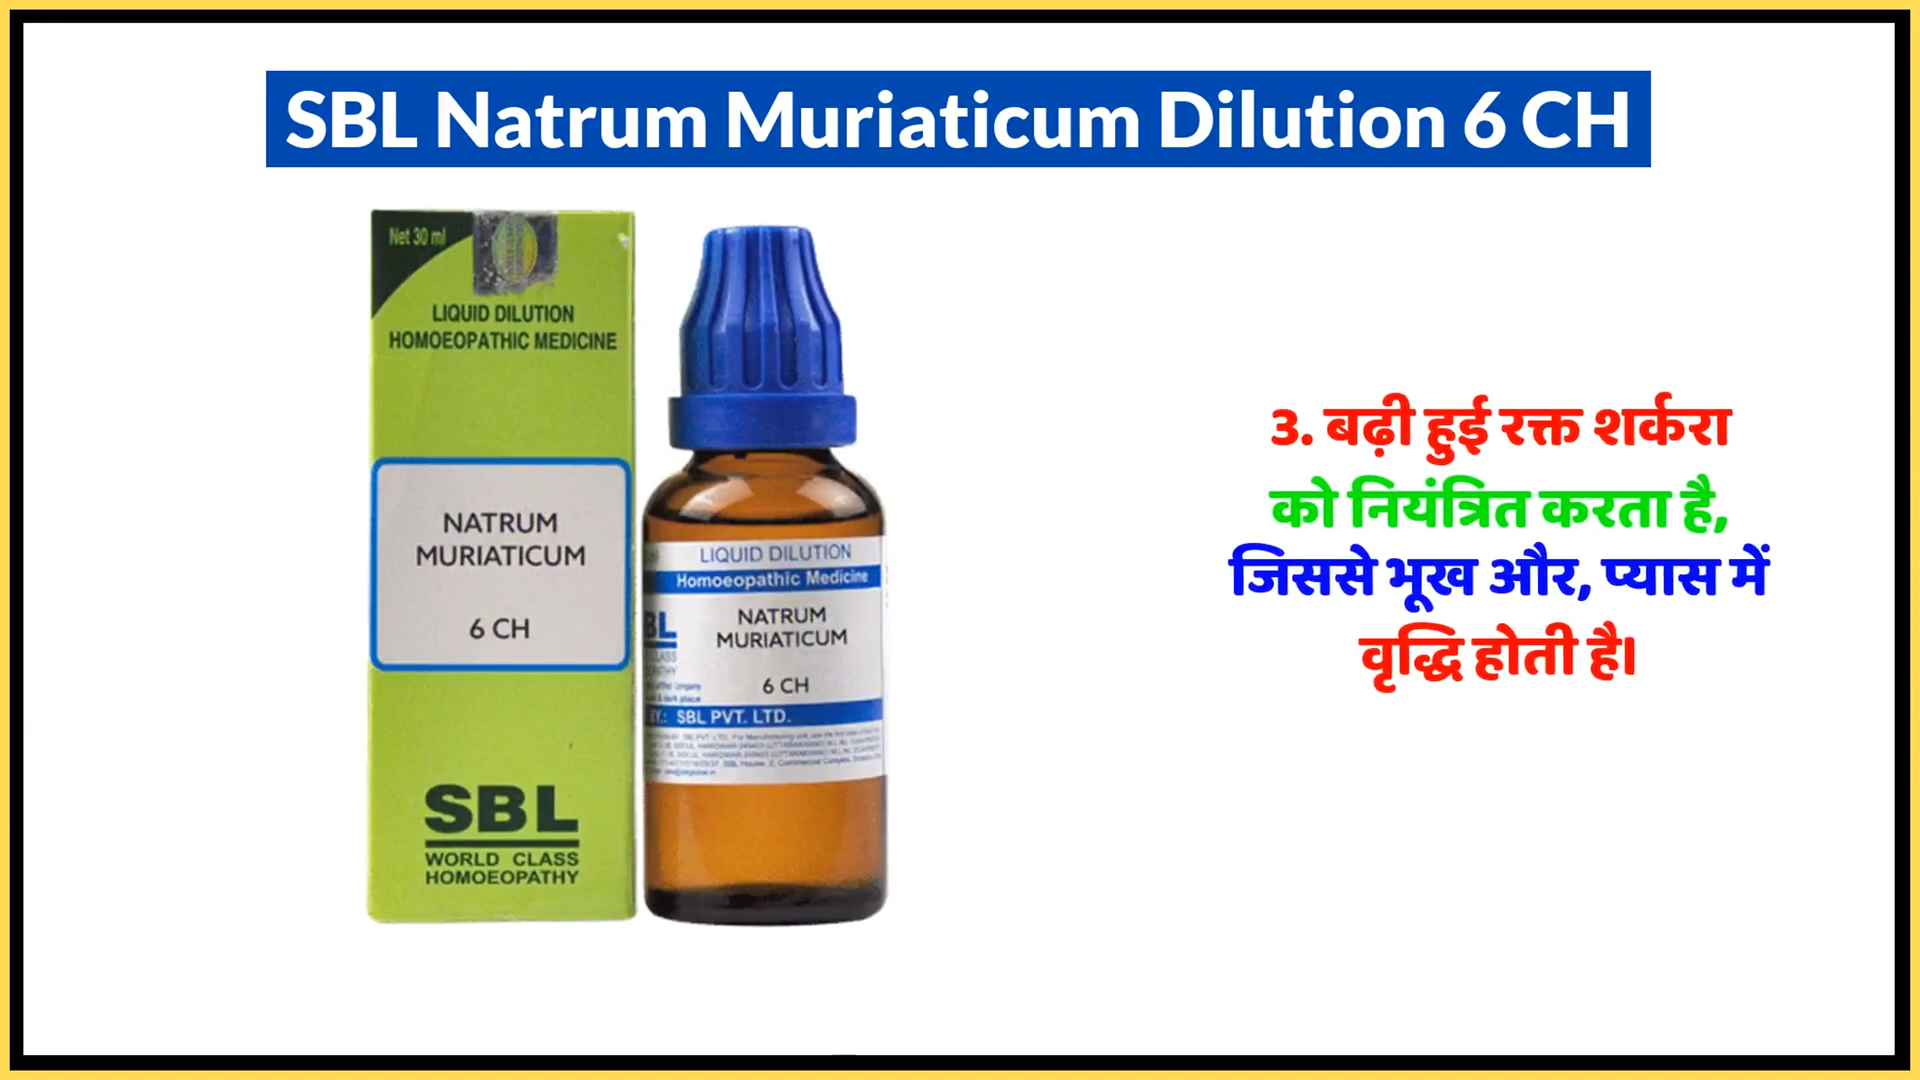 SBL Natrum Muriaticum Dilution 6 CH
Net 30 ml
LIQUID DILUTION
HOMOEOPATHIC MEDICINE
NATRUM
MURIATICUM
6 CH
SBL
WORLD CLASS
HOMOEOPATHY
LIQUID DILUTION
Homoeopathic Medicine
BL
NATRUM
MURIATICUM
6 CH
BY: SBL PVT. LTD.
3. बढ़ी हुई रक्त शर्करा
को नियंत्रित करता है,
जिससे भूख और, प्यास में
वृद्धि होती है।